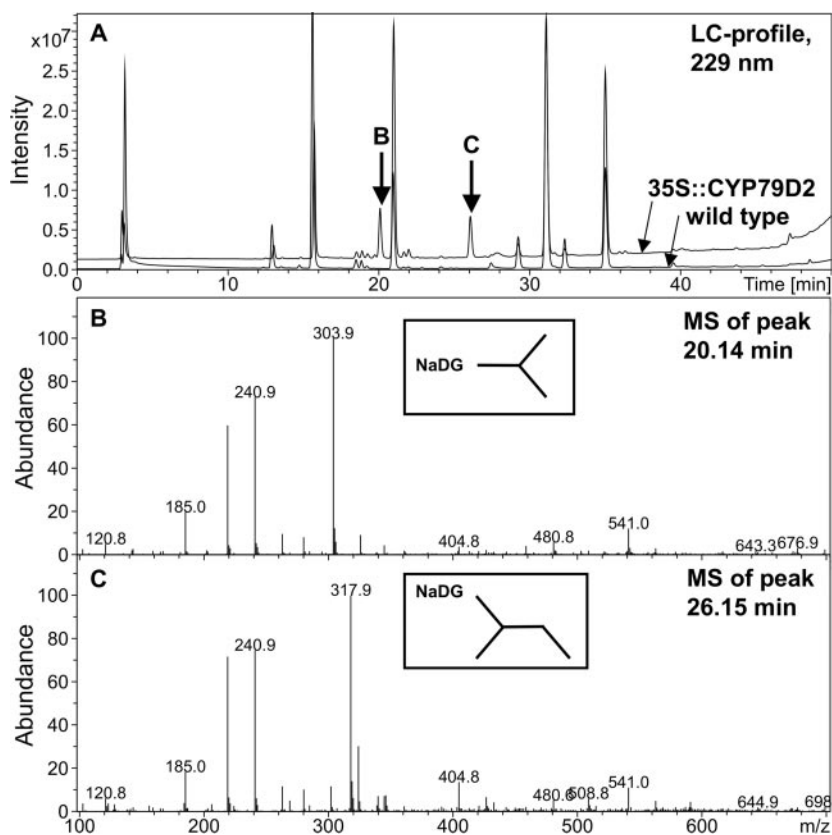 A
LC-profile,
229 nm
x10⁷
2.5
2.0
1.5
1.0
0.5
0.0
Intensity
B
C
35S::CYP79D2
wild type
0
10
20
30
40
Time [min]
B
MS of peak
20.14 min
NaDG
100
80
60
40
20
0
Abundance
303.9
240.9
185.0
120.8
404.8
480.8
541.0
643.3
676.9
C
MS of peak
26.15 min
NaDG
100
80
60
40
20
0
Abundance
317.9
240.9
185.0
120.8
404.8
480.6
508.8
541.0
644.9
698
100
200
300
400
500
600
m/z